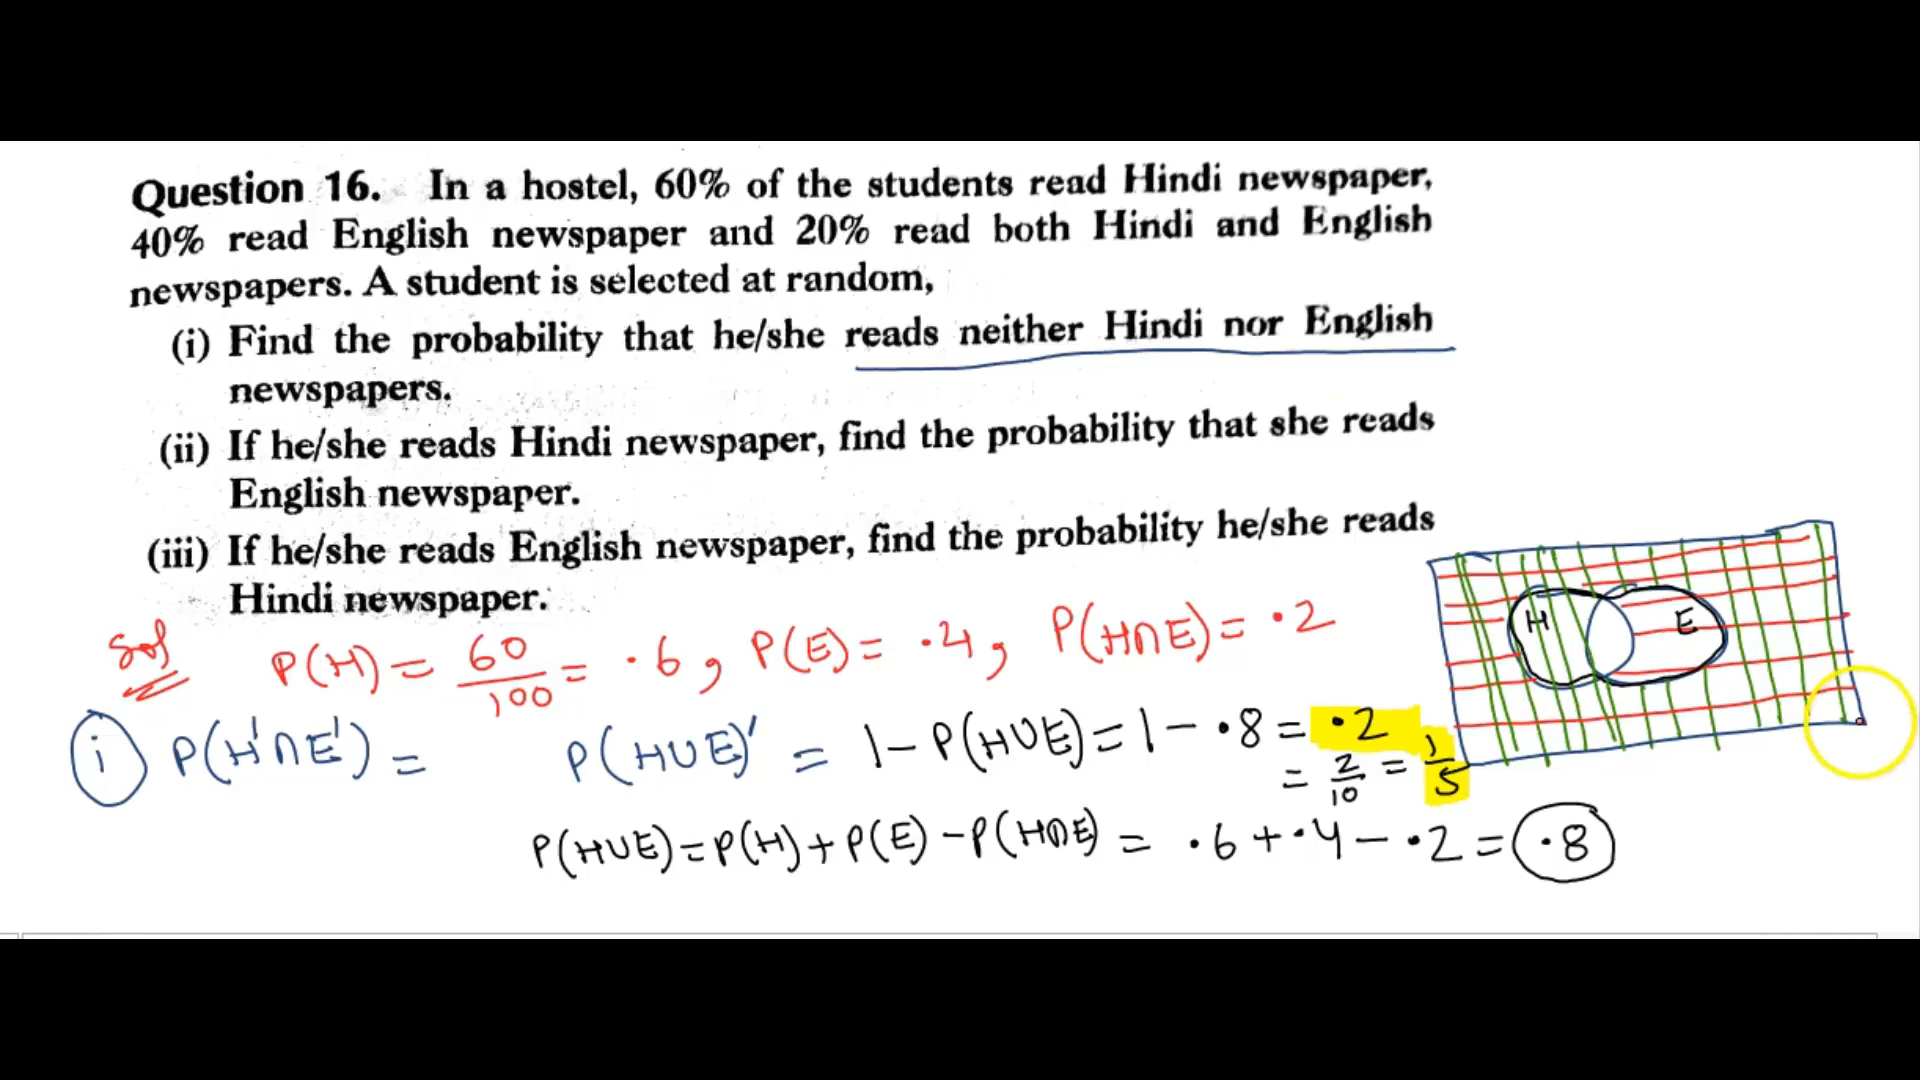 Question 16. In a hostel, 60% of the students read Hindi newspaper,
40% read English newspaper and 20% read both Hindi and English
newspapers. A student is selected at random,
(i) Find the probability that he/she reads neither Hindi nor English
newspapers.
(ii) If he/she reads Hindi newspaper, find the probability that she reads
English newspaper.
(iii) If he/she reads English newspaper, find the probability he/she reads
Hindi newspaper.
Sol P(H) = 60/100 = .6, P(E) = .4, P(H∩E) = .2
H E
i P(H'∩E') = P(H∪E)' = 1 - P(H∪E) = 1 - .8 = .2
= 2/10 = 1/5
P(H∪E) = P(H) + P(E) - P(H∩E) = .6 + .4 - .2 = .8